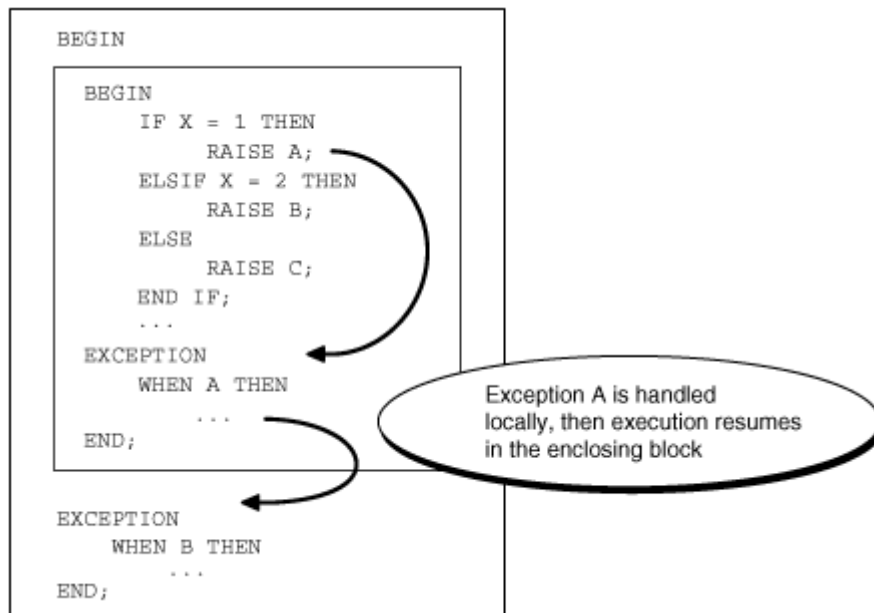 BEGIN
BEGIN
IF X = 1 THEN
RAISE A;
ELSIF X = 2 THEN
RAISE B;
ELSE
RAISE C;
END IF;
...
EXCEPTION
WHEN A THEN
...
END;
Exception A is handled
locally, then execution resumes
in the enclosing block
EXCEPTION
WHEN B THEN
...
END;